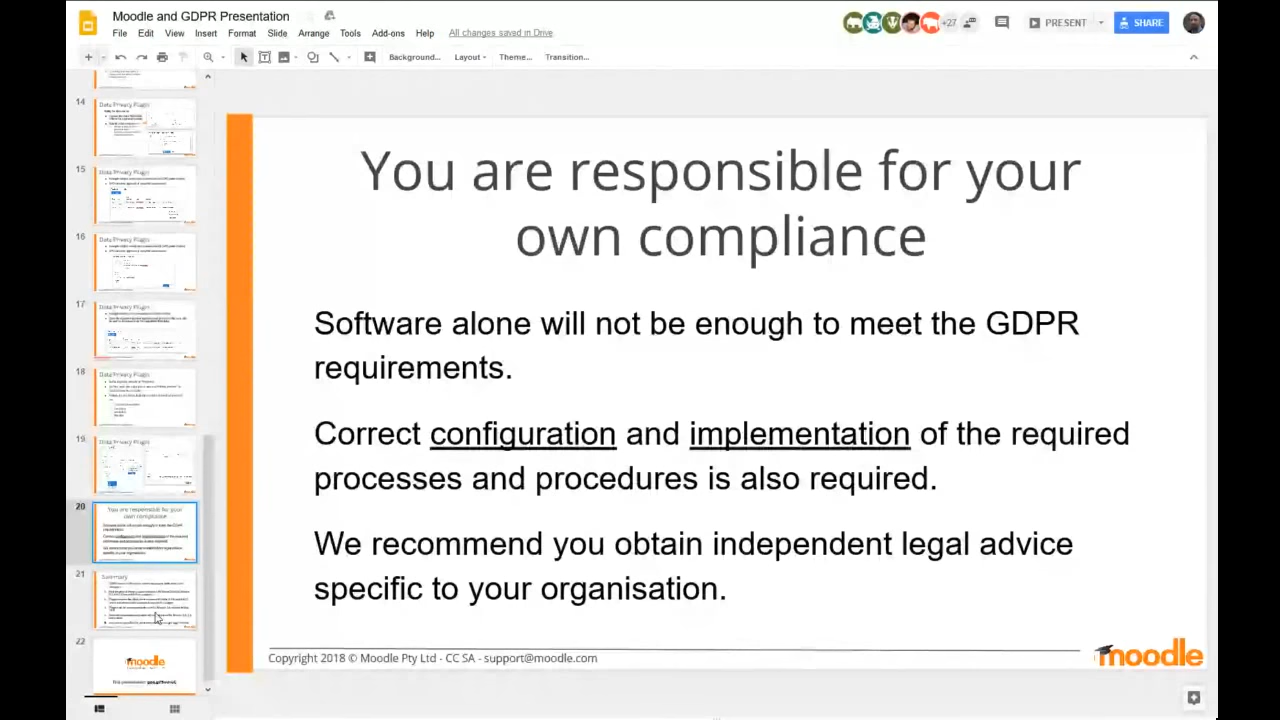 Moodle and GDPR Presentation
File Edit View Insert Format Slide Arrange Tools Add-ons Help All changes saved in Drive
+27
PRESENT
SHARE
Background... Layout Theme... Transition...
14
Data Privacy Plugin
15
Data Privacy Plugin
16
Data Privacy Plugin
17
Data Privacy Plugin
18
Data Privacy Plugin
19
Data Privacy Plugin
20
You are responsible for your
own compliance
21
Summary
22
moodle
You are responsible for your
own compliance
Software alone will not be enough to meet the GDPR
requirements.
Correct configuration and implementation of the required
processes and procedures is also required.
We rcommend you obtain independent legal advice
specific to your organisation.
Copyright 2018 © Moodle Pty Ltd - CC SA - support@moodle.com
moodle